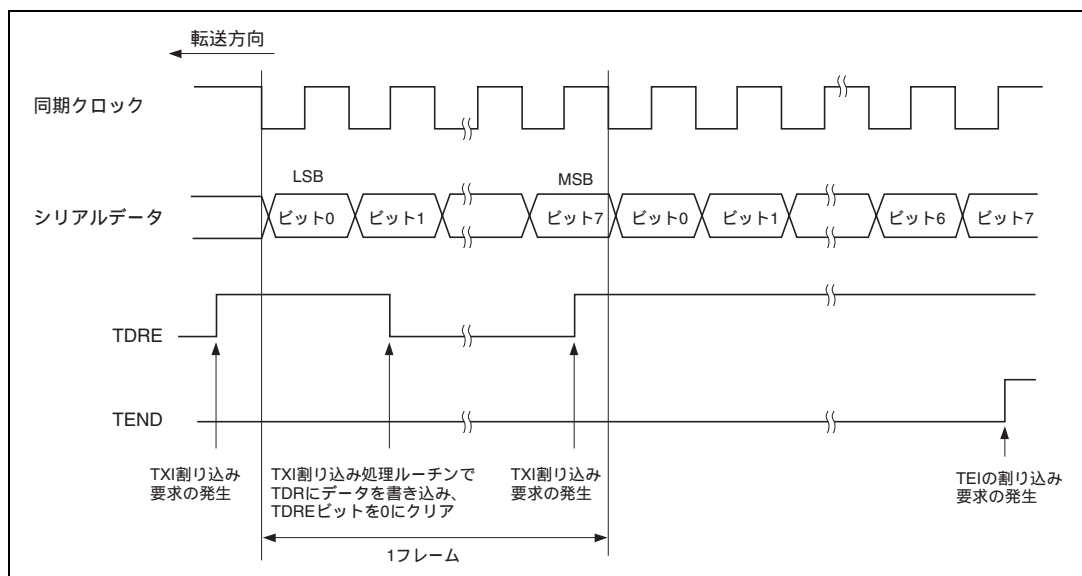 転送方向
同期クロック
LSB
MSB
シリアルデータ
ビット0
ビット1
ビット7
ビット0
ビット1
ビット6
ビット7
TDRE
TEND
TXI割り込み
要求の発生
TXI割り込み処理ルーチンで
TDRにデータを書き込み、
TDREビットを0にクリア
TXI割り込み
要求の発生
TEIの割り込み
要求の発生
1フレーム